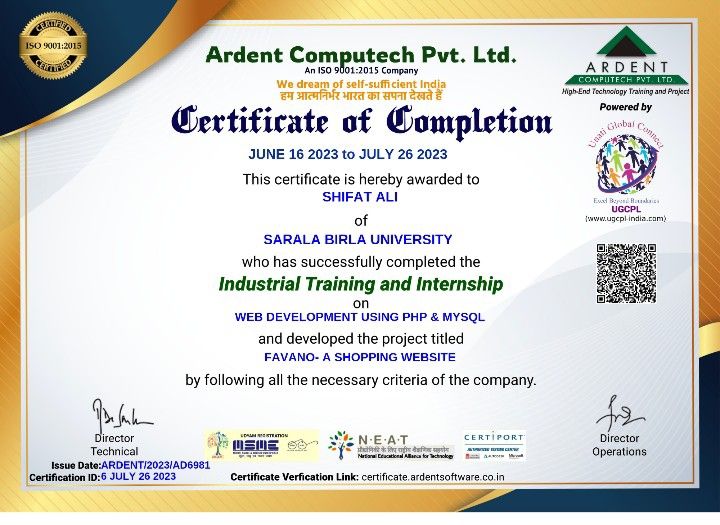 CERTIFIED
ISO 9001:2015
CERTIFIED
Ardent Computech Pvt. Ltd.
An ISO 9001:2015 Company
We dream of self-sufficient India
हम आत्मनिर्भर भारत का सपना देखते हैं
ARDENT
COMPUTECH PVT. LTD.
High-End Technology Training and Project
Powered by
Unati Global Connect
Excel Beyond Boundaries
UGCPL
(www.ugcpl-india.com)
Certificate of Completion
JUNE 16 2023 to JULY 26 2023
This certificate is hereby awarded to
SHIFAT ALI
of
SARALA BIRLA UNIVERSITY
who has successfully completed the
Industrial Training and Internship
on
WEB DEVELOPMENT USING PHP & MYSQL
and developed the project titled
FAVANO- A SHOPPING WEBSITE
by following all the necessary criteria of the company.
Director
Technical
UDYAM REGISTRATION
MSME
N·E·A·T
National Educational Alliance for Technology
CERTIPORT
Director
Operations
Issue Date:ARDENT/2023/AD6981
Certification ID:6 JULY 26 2023
Certificate Verfication Link: certificate.ardentsoftware.co.in